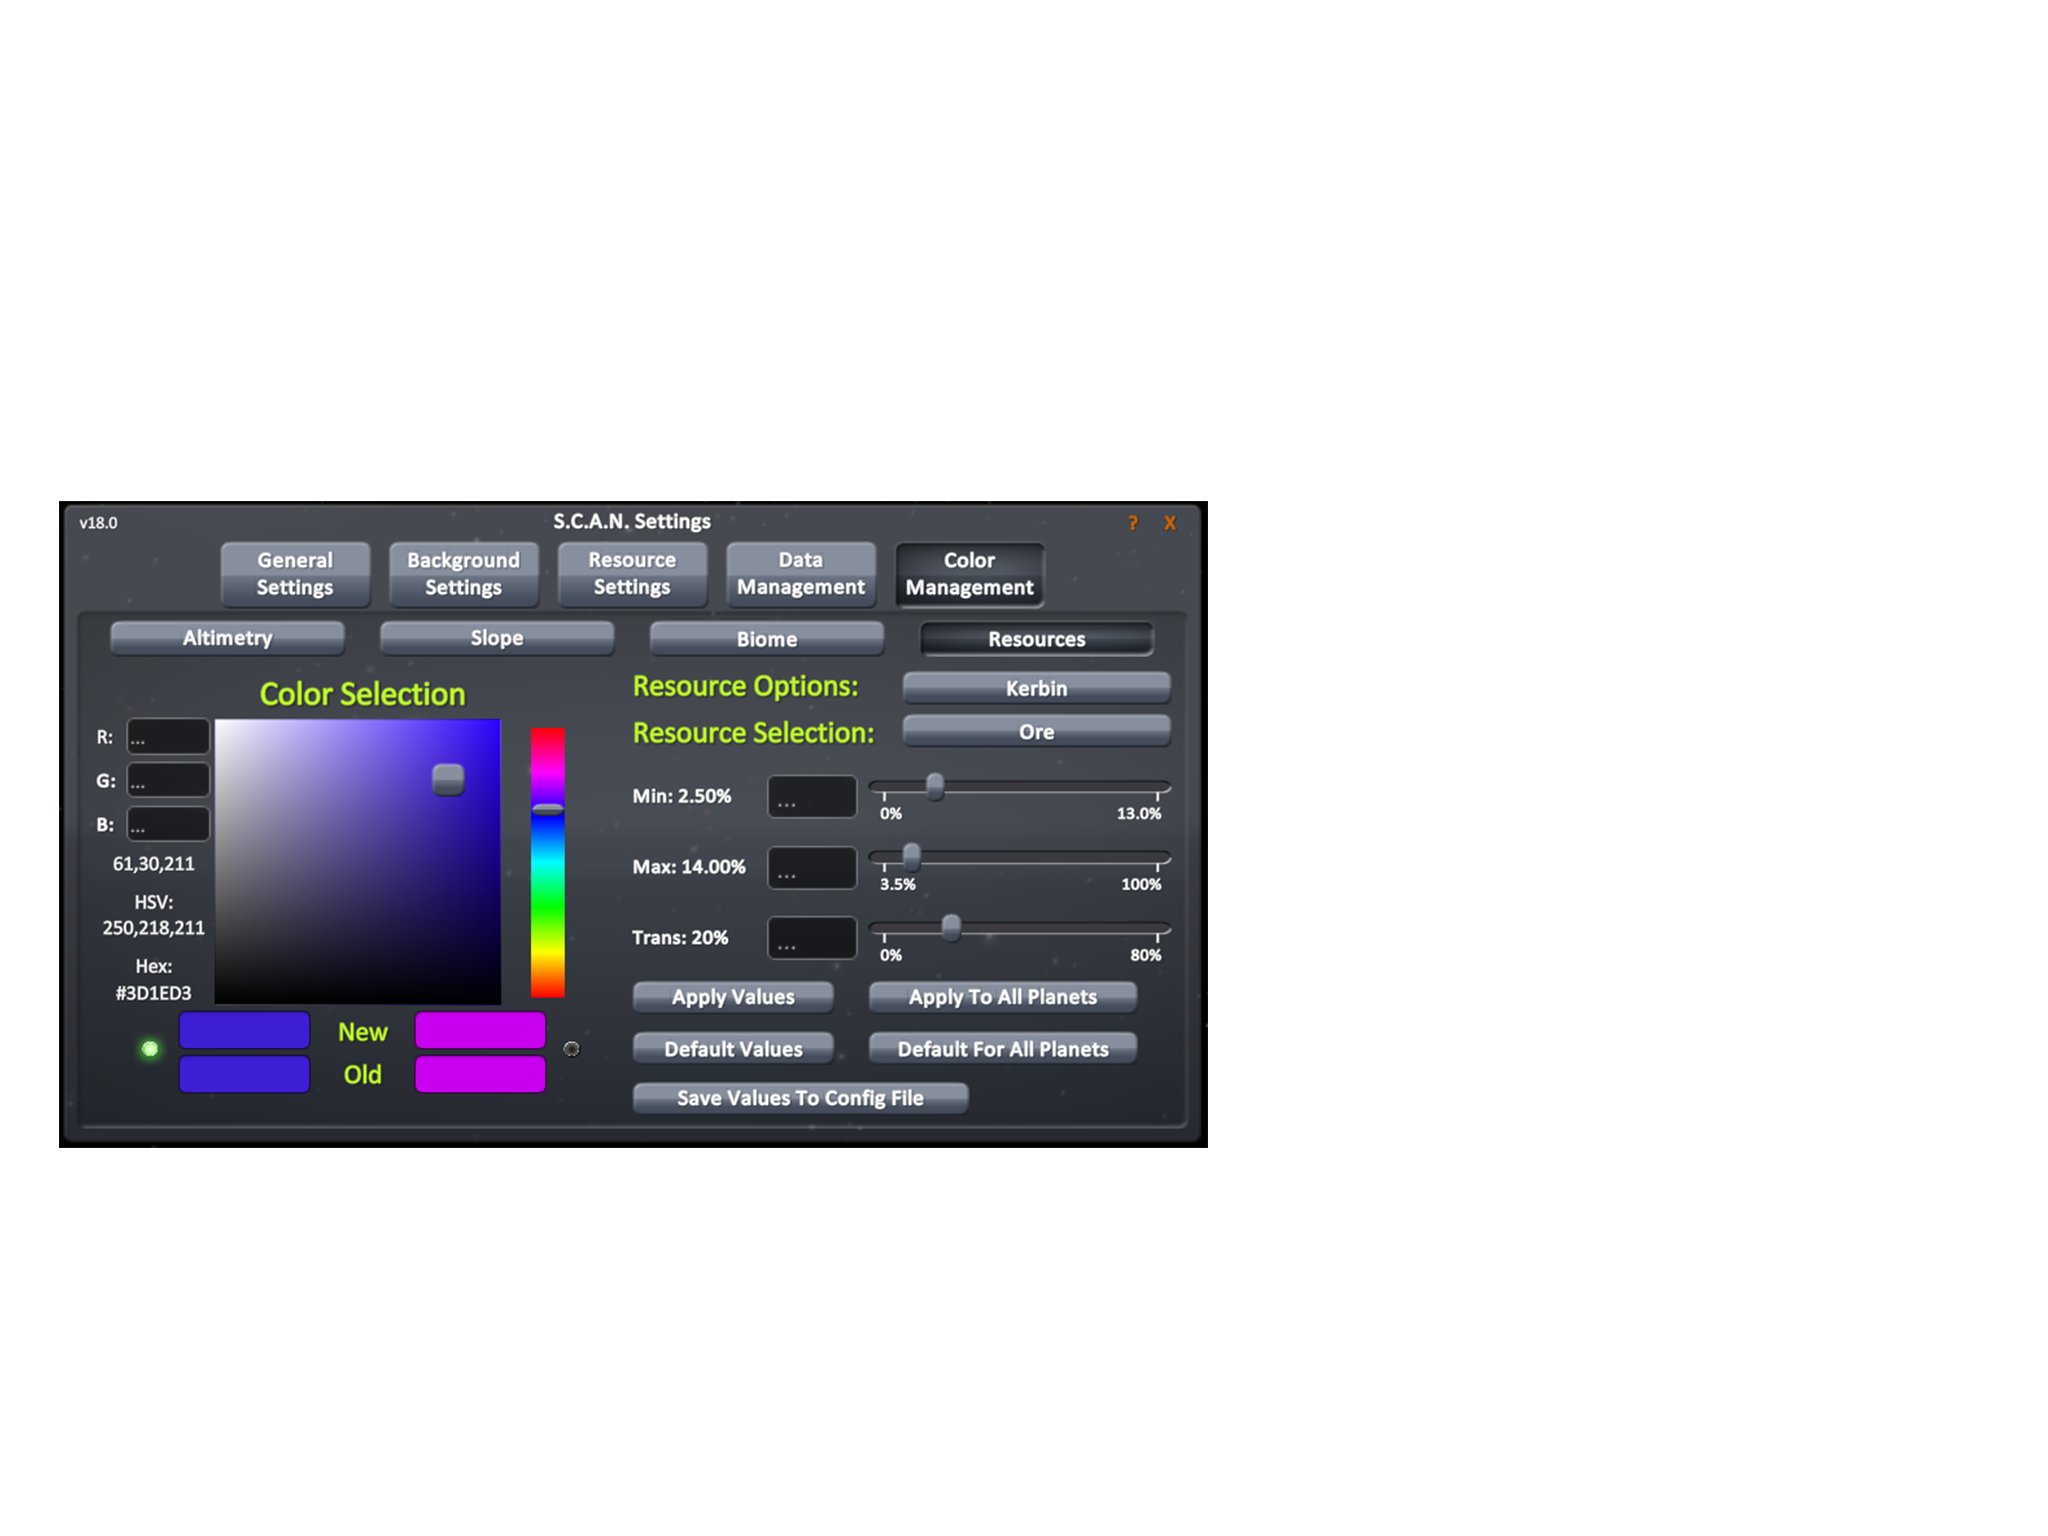 v18.0
S.C.A.N. Settings
? X
General
Settings
Background
Settings
Resource
Settings
Data
Management
Color
Management
Altimetry
Slope
Biome
Resources
Color Selection
R: ...
G: ...
B: ...
61,30,211
HSV:
250,218,211
Hex:
#3D1ED3
New
Old
Resource Options:
Kerbin
Resource Selection:
Ore
Min: 2.50% ...
0% 13.0%
Max: 14.00% ...
3.5% 100%
Trans: 20% ...
0% 80%
Apply Values
Apply To All Planets
Default Values
Default For All Planets
Save Values To Config File